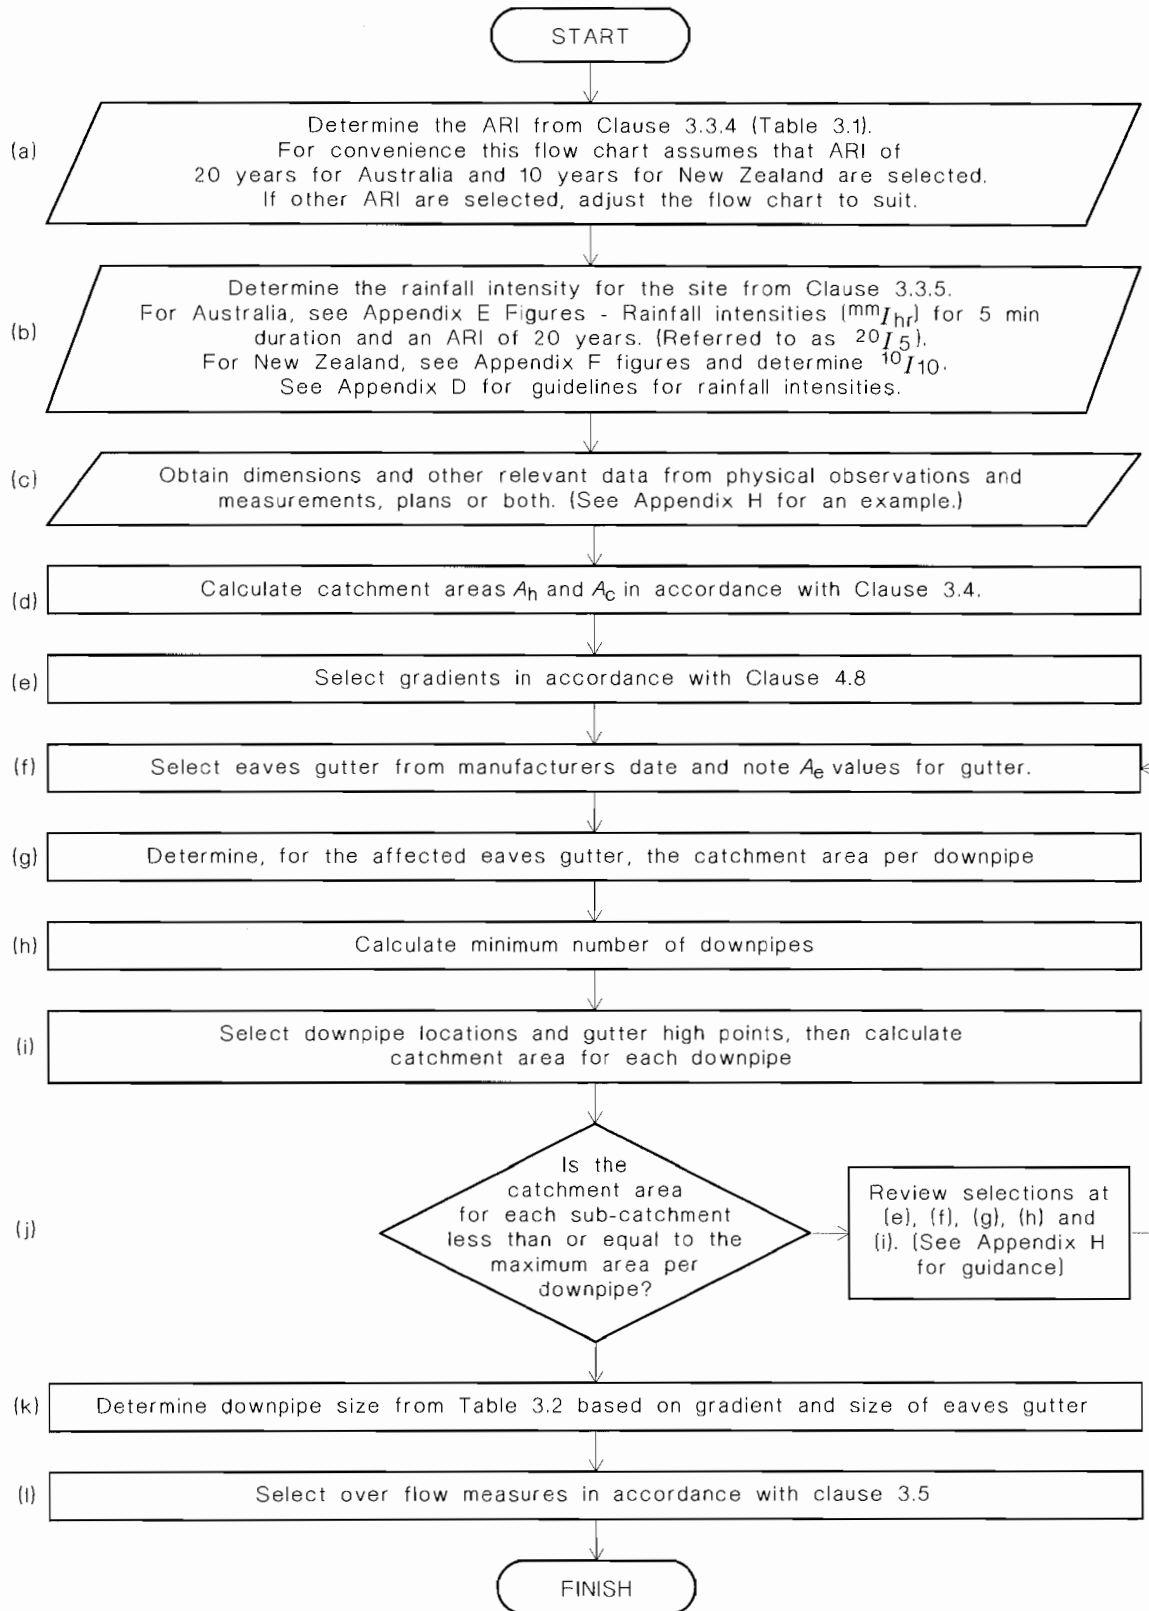 START
(a)
Determine the ARI from Clause 3.3.4 (Table 3.1).
For convenience this flow chart assumes that ARI of
20 years for Australia and 10 years for New Zealand are selected.
If other ARI are selected, adjust the flow chart to suit.
(b)
Determine the rainfall intensity for the site from Clause 3.3.5.
For Australia, see Appendix E Figures - Rainfall intensities (mmIhr) for 5 min
duration and an ARI of 20 years. (Referred to as 20I5).
For New Zealand, see Appendix F figures and determine 10I10.
See Appendix D for guidelines for rainfall intensities.
(c)
Obtain dimensions and other relevant data from physical observations and
measurements, plans or both. (See Appendix H for an example.)
(d)
Calculate catchment areas Ah and Ac in accordance with Clause 3.4.
(e)
Select gradients in accordance with Clause 4.8
(f)
Select eaves gutter from manufacturers date and note Ae values for gutter.
(g)
Determine, for the affected eaves gutter, the catchment area per downpipe
(h)
Calculate minimum number of downpipes
(i)
Select downpipe locations and gutter high points, then calculate
catchment area for each downpipe
(j)
Is the
catchment area
for each sub-catchment
less than or equal to the
maximum area per
downpipe?
Review selections at
(e), (f), (g), (h) and
(i). (See Appendix H
for guidance)
(k)
Determine downpipe size from Table 3.2 based on gradient and size of eaves gutter
(l)
Select over flow measures in accordance with clause 3.5
FINISH